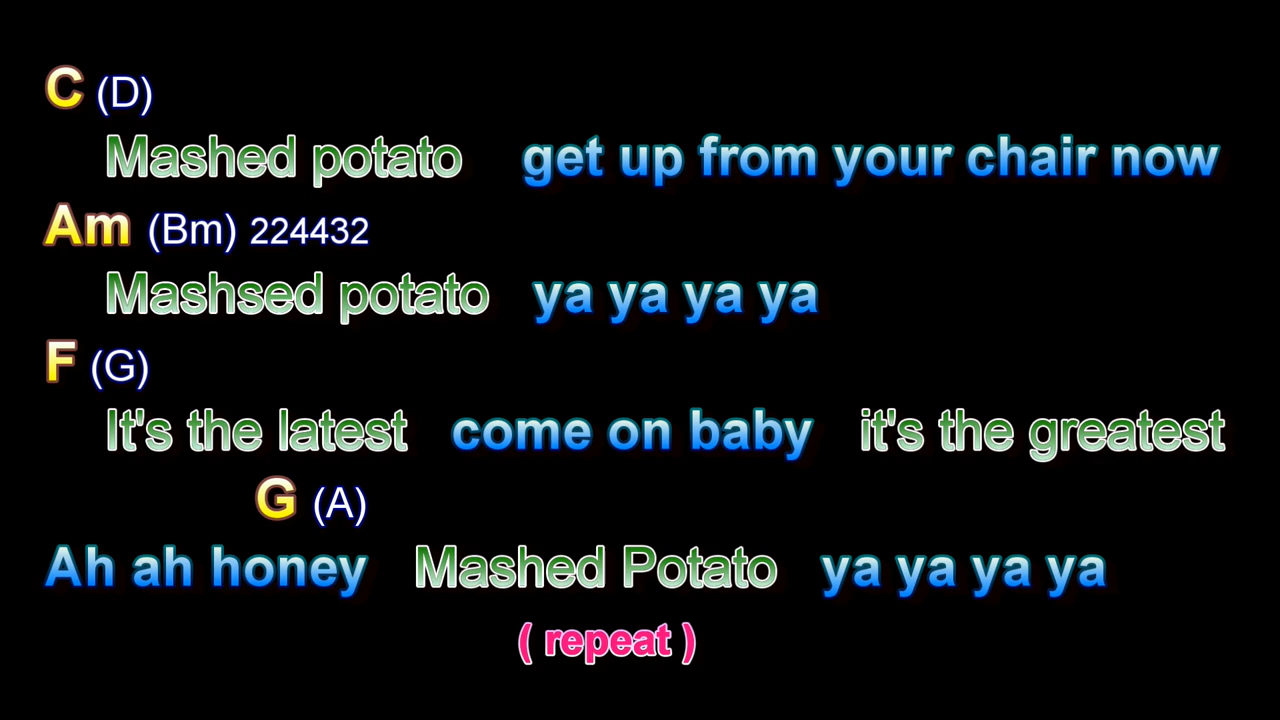 C (D)
Mashed potato get up from your chair now
Am (Bm) 224432
Mashsed potato ya ya ya ya
F (G)
It's the latest come on baby it's the greatest
G (A)
Ah ah honey Mashed Potato ya ya ya ya
( repeat )